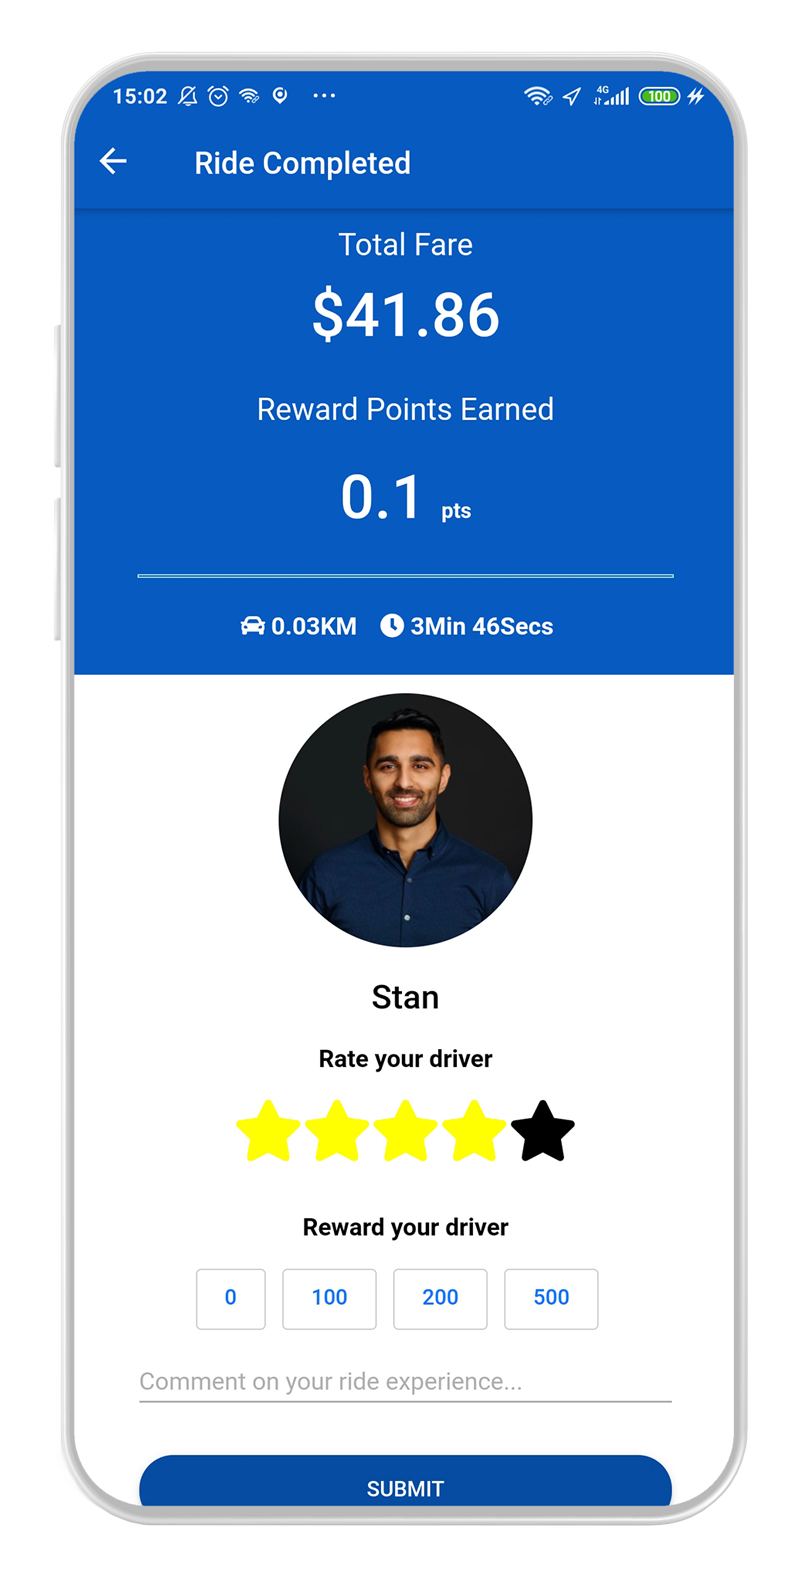 15:02 ... 4G 100
Ride Completed
Total Fare
$41.86
Reward Points Earned
0.1 pts
0.03KM 3Min 46Secs
Stan
Rate your driver
Reward your driver
0 100 200 500
Comment on your ride experience...
SUBMIT